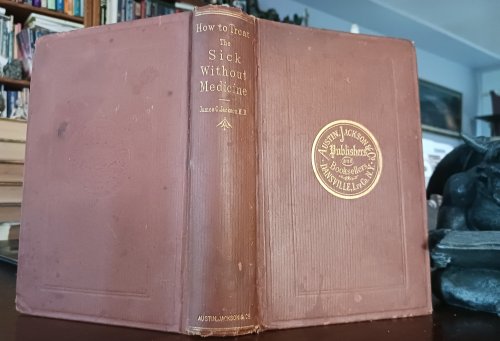 How to Treat
The
Sick
Without
Medicine
James C. Jackson M.D
AUSTIN, JACKSON & CO.
AUSTIN, JACKSON & CO.
Publishers
and
Booksellers
DANSVILLE, LIV. CO. N.Y.